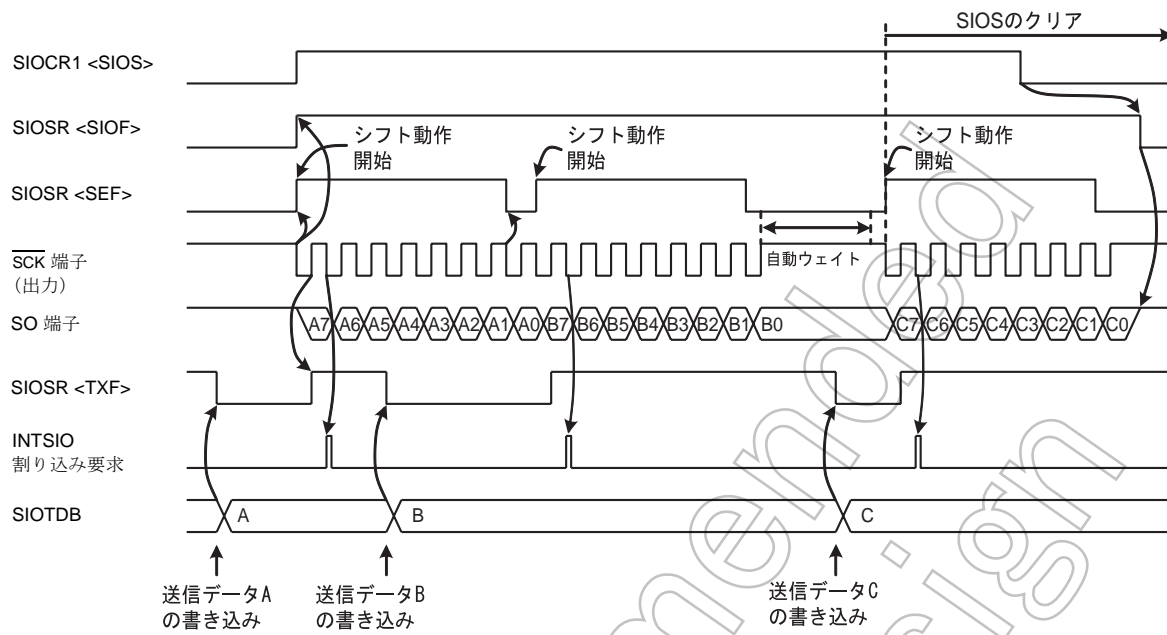 SIOSのクリア
SIOCR1 <SIOS>
SIOSR <SIOF>
シフト動作
開始
シフト動作
開始
シフト動作
開始
SIOSR <SEF>
自動ウェイト
SCK 端子
(出力)
SO 端子
A7 A6 A5 A4 A3 A2 A1 A0 B7 B6 B5 B4 B3 B2 B1 B0 C7 C6 C5 C4 C3 C2 C1 C0
SIOSR <TXF>
INTSIO
割り込み要求
SIOTDB
A B C
送信データA
の書き込み
送信データB
の書き込み
送信データC
の書き込み
mended
sign